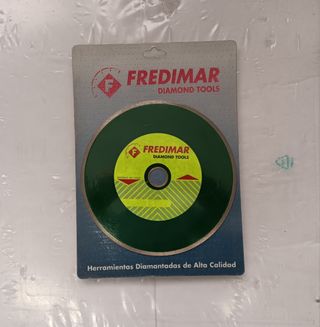 FREDIMAR
DIAMOND TOOLS
F
FREDIMAR
DIAMOND TOOLS
Herramientas Diamantadas de Alta Calidad